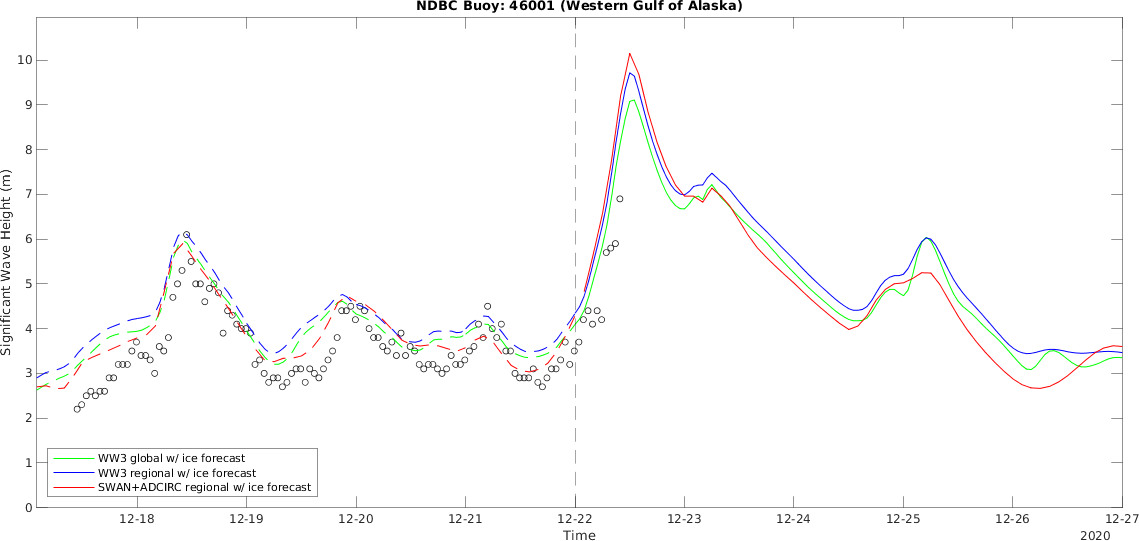 NDBC Buoy: 46001 (Western Gulf of Alaska)
Significant Wave Height (m)
10
9
8
7
6
5
4
3
2
1
0
WW3 global w/ ice forecast
WW3 regional w/ ice forecast
SWAN+ADCIRC regional w/ ice forecast
12-18 12-19 12-20 12-21 12-22 12-23 12-24 12-25 12-26 12-27
Time
2020